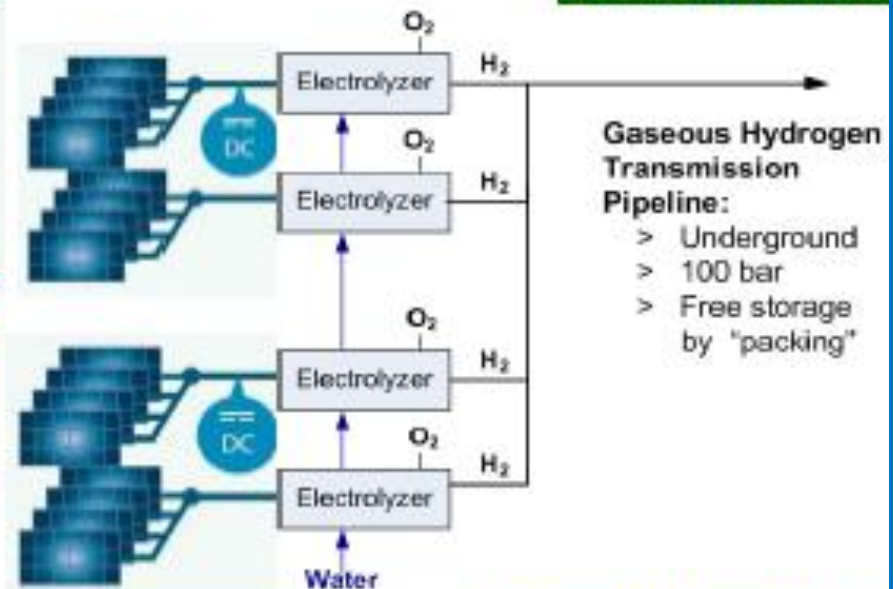 O₂
Electrolyzer
H₂
DC
O₂
Electrolyzer
H₂
Gaseous Hydrogen
Transmission
Pipeline:
> Underground
> 100 bar
> Free storage
by "packing"
O₂
Electrolyzer
H₂
DC
O₂
Electrolyzer
H₂
Water